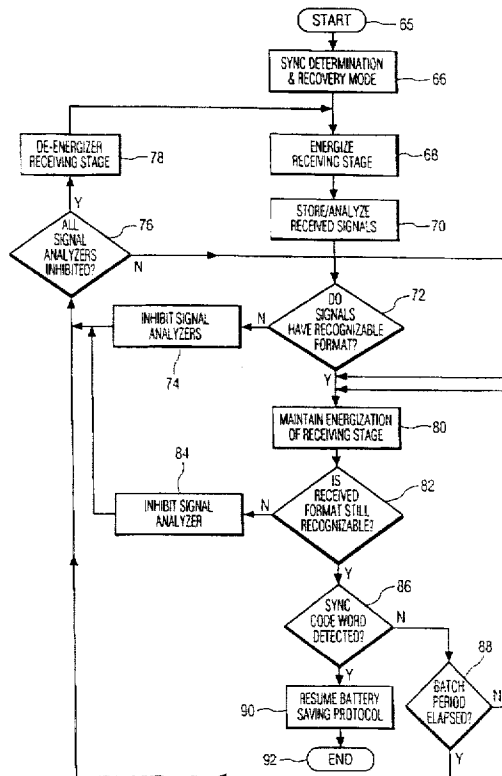 START
65
SYNC DETERMINATION
& RECOVERY MODE
66
DE-ENERGIZER
RECEIVING STAGE
78
ENERGIZE
RECEIVING STAGE
68
Y
76
STORE/ANALYZE
RECEIVED SIGNALS
70
ALL
SIGNAL
ANALYZERS
INHIBITED?
N
DO
SIGNALS
HAVE RECOGNIZABLE
FORMAT?
72
INHIBIT SIGNAL
ANALYZERS
N
74
Y
MAINTAIN ENERGIZATION
OF RECEIVING STAGE
80
84
INHIBIT SIGNAL
ANALYZER
N
IS
RECEIVED
FORMAT STILL
RECOGNIZABLE?
82
Y
86
SYNC
CODE WORD
DETECTED?
N
88
Y
BATCH
PERIOD
ELAPSED?
N
90
RESUME BATTERY
SAVING PROTOCOL
Y
92
END